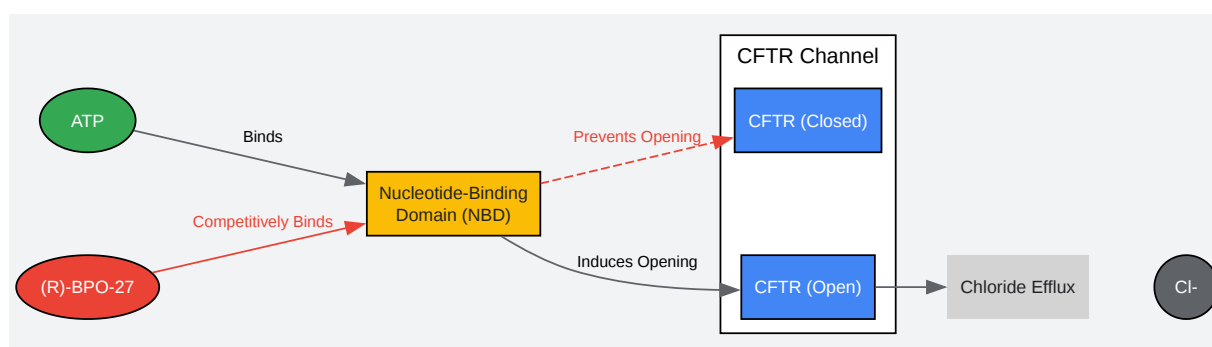 CFTR Channel
ATP
Binds
Prevents Opening
CFTR (Closed)
Nucleotide-Binding
Domain (NBD)
Competitively Binds
(R)-BPO-27
Induces Opening
CFTR (Open)
Chloride Efflux
Cl-